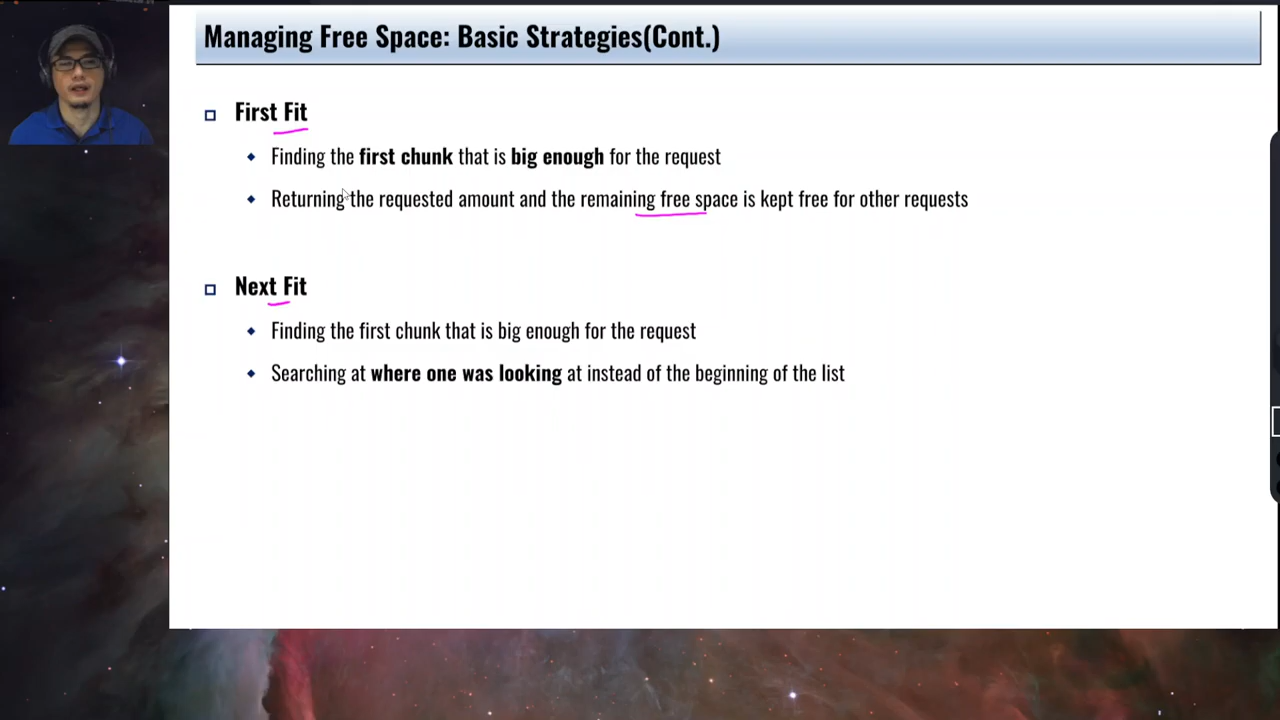 Managing Free Space: Basic Strategies(Cont.)
First Fit
Finding the first chunk that is big enough for the request
Returning the requested amount and the remaining free space is kept free for other requests
Next Fit
Finding the first chunk that is big enough for the request
Searching at where one was looking at instead of the beginning of the list